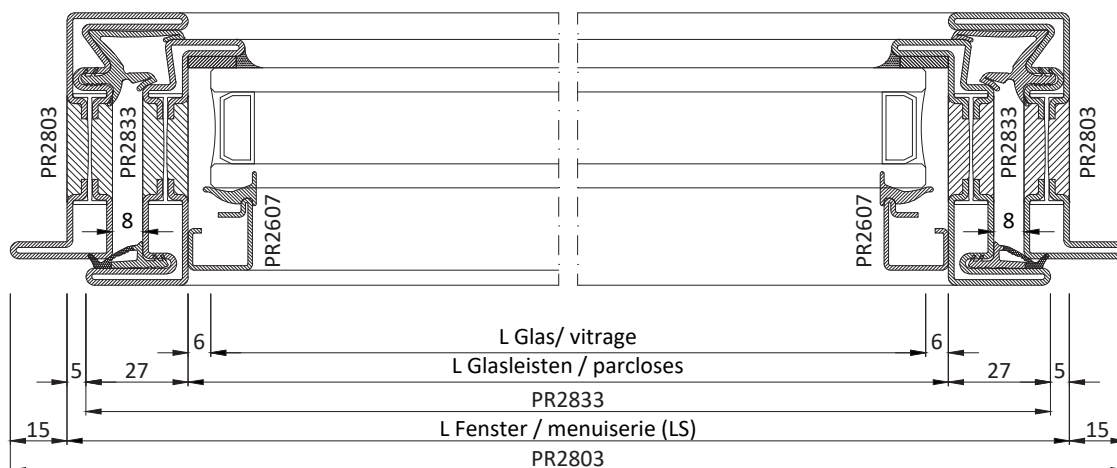 PR2803
PR2833
PR2833
PR2803
8
8
PR2607
PR2607
6
L Glas/ vitrage
6
5
27
L Glasleisten / parcloses
27
5
PR2833
15
L Fenster / menuiserie (LS)
15
PR2803